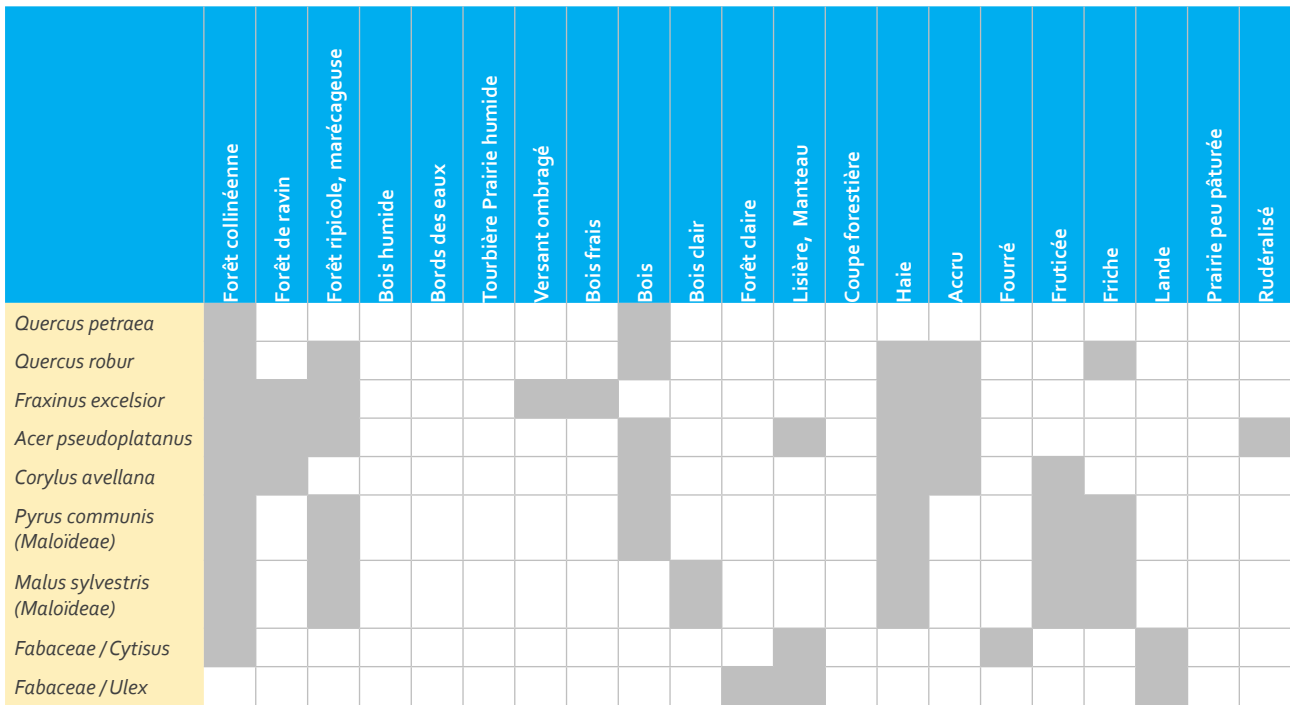 Forêt collinéenne
Forêt de ravin
Forêt ripicole, marécageuse
Bois humide
Bords des eaux
Tourbière Prairie humide
Versant ombragé
Bois frais
Bois
Bois clair
Forêt claire
Lisière, Manteau
Coupe forestière
Haie
Accru
Fourré
Fruticée
Friche
Lande
Prairie peu pâturée
Rudéralisé
Quercus petraea
Quercus robur
Fraxinus excelsior
Acer pseudoplatanus
Corylus avellana
Pyrus communis
(Maloïdeae)
Malus sylvestris
(Maloïdeae)
Fabaceae / Cytisus
Fabaceae / Ulex